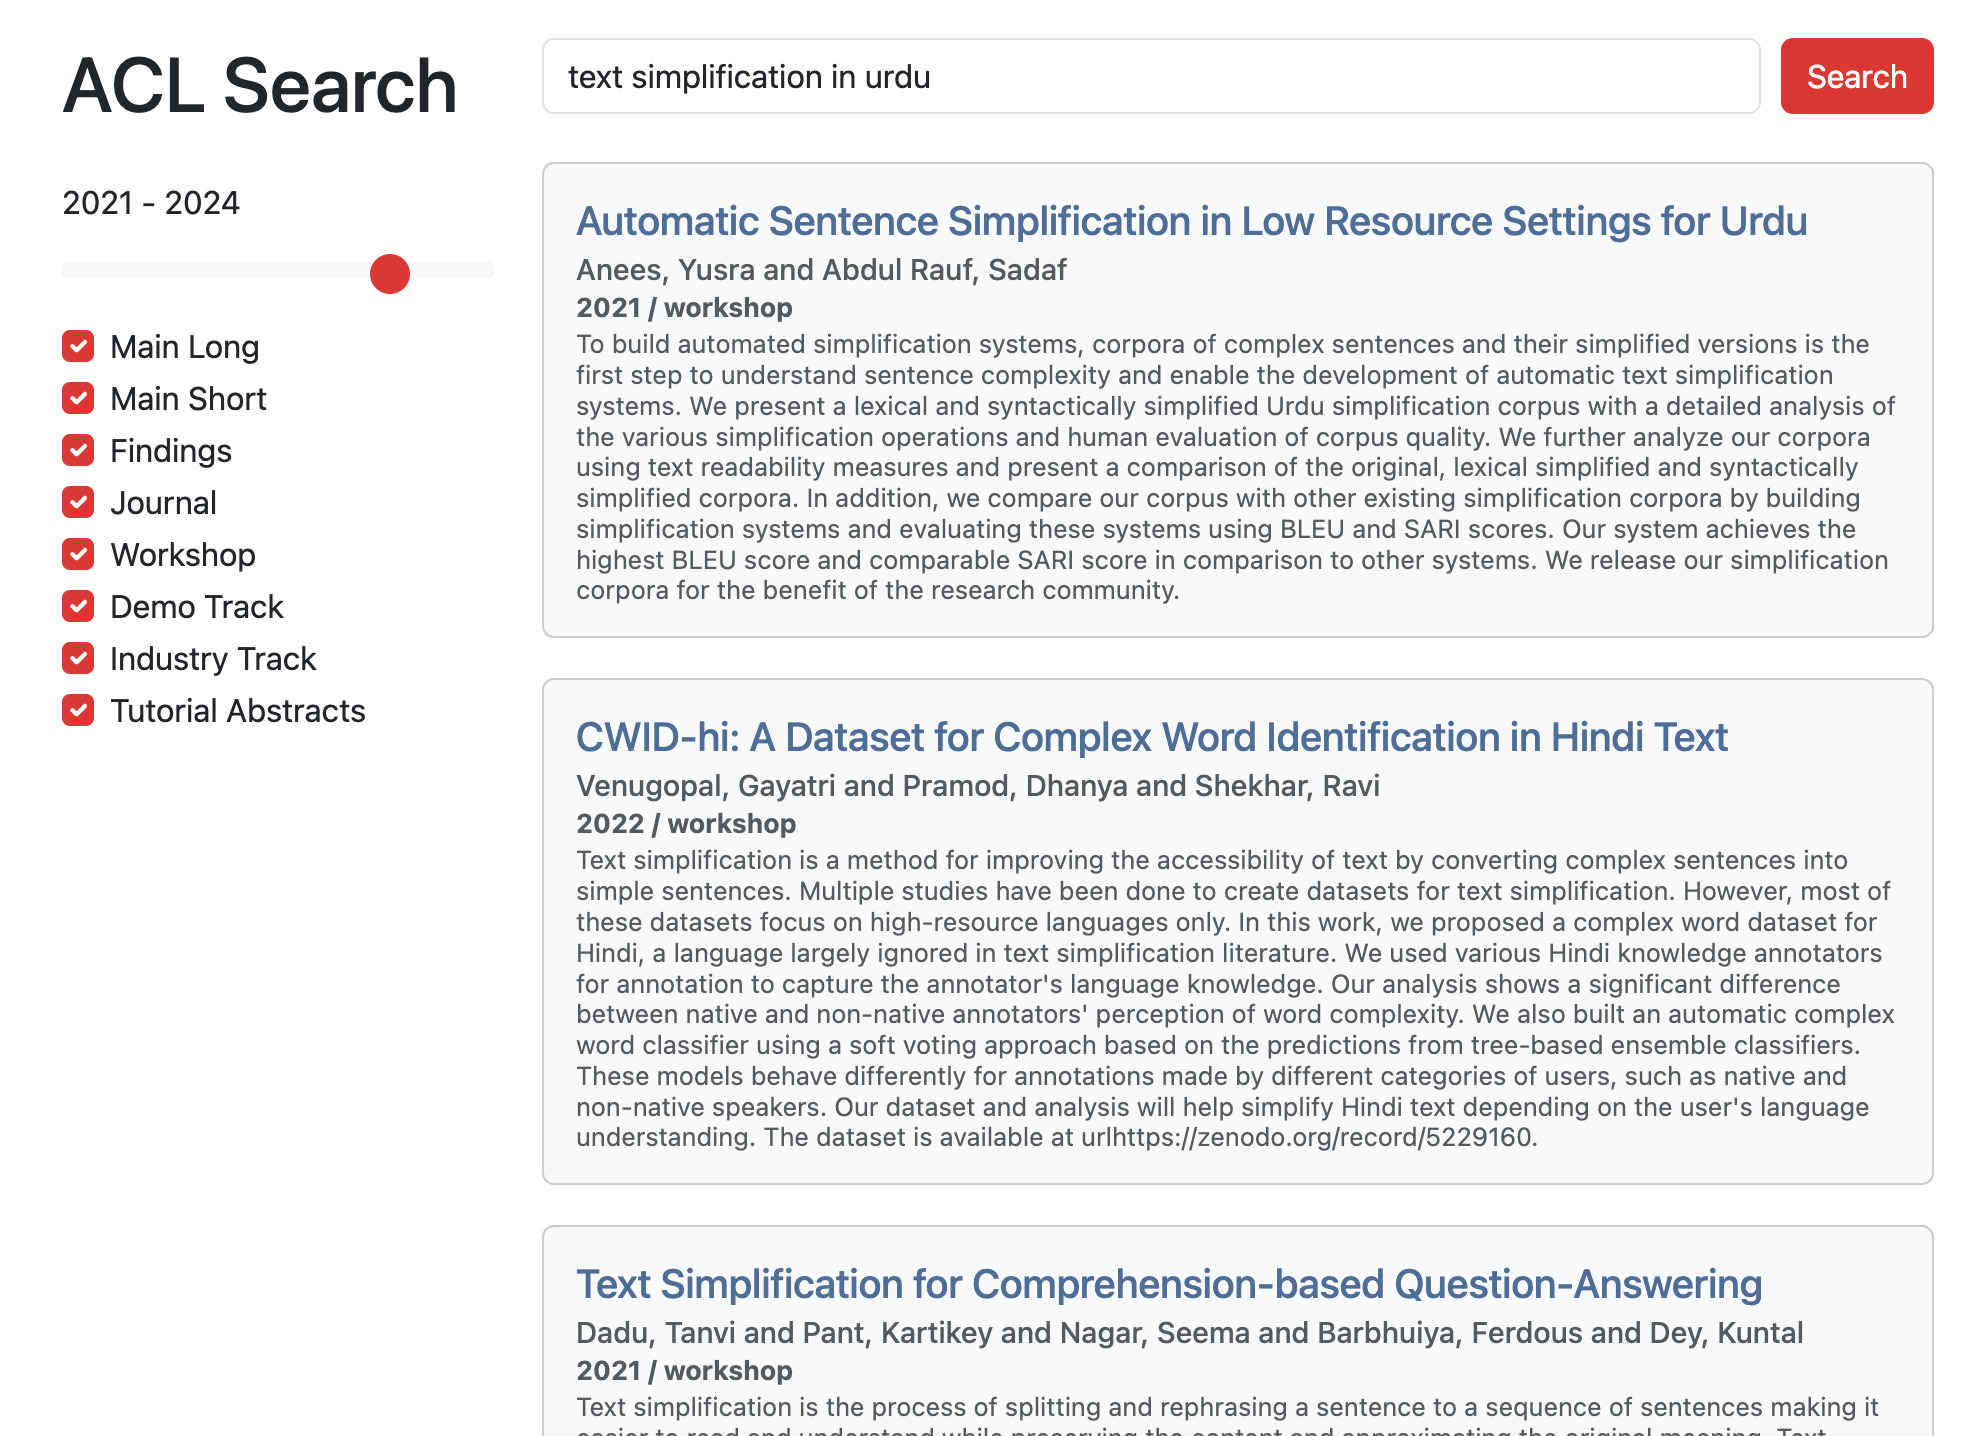 ACL Search
2021 - 2024
Main Long
Main Short
Findings
Journal
Workshop
Demo Track
Industry Track
Tutorial Abstracts
text simplification in urdu
Search
Automatic Sentence Simplification in Low Resource Settings for Urdu
Anees, Yusra and Abdul Rauf, Sadaf
2021 / workshop
To build automated simplification systems, corpora of complex sentences and their simplified versions is the
first step to understand sentence complexity and enable the development of automatic text simplification
systems. We present a lexical and syntactically simplified Urdu simplification corpus with a detailed analysis of
the various simplification operations and human evaluation of corpus quality. We further analyze our corpora
using text readability measures and present a comparison of the original, lexical simplified and syntactically
simplified corpora. In addition, we compare our corpus with other existing simplification corpora by building
simplification systems and evaluating these systems using BLEU and SARI scores. Our system achieves the
highest BLEU score and comparable SARI score in comparison to other systems. We release our simplification
corpora for the benefit of the research community.
CWID-hi: A Dataset for Complex Word Identification in Hindi Text
Venugopal, Gayatri and Pramod, Dhanya and Shekhar, Ravi
2022 / workshop
Text simplification is a method for improving the accessibility of text by converting complex sentences into
simple sentences. Multiple studies have been done to create datasets for text simplification. However, most of
these datasets focus on high-resource languages only. In this work, we proposed a complex word dataset for
Hindi, a language largely ignored in text simplification literature. We used various Hindi knowledge annotators
for annotation to capture the annotator's language knowledge. Our analysis shows a significant difference
between native and non-native annotators' perception of word complexity. We also built an automatic complex
word classifier using a soft voting approach based on the predictions from tree-based ensemble classifiers.
These models behave differently for annotations made by different categories of users, such as native and
non-native speakers. Our dataset and analysis will help simplify Hindi text depending on the user's language
understanding. The dataset is available at urlhttps://zenodo.org/record/5229160.
Text Simplification for Comprehension-based Question-Answering
Dadu, Tanvi and Pant, Kartikey and Nagar, Seema and Barbhuiya, Ferdous and Dey, Kuntal
2021 / workshop
Text simplification is the process of splitting and rephrasing a sentence to a sequence of sentences making it
easier to read and understand while preserving the content and approximating the original meaning. Text